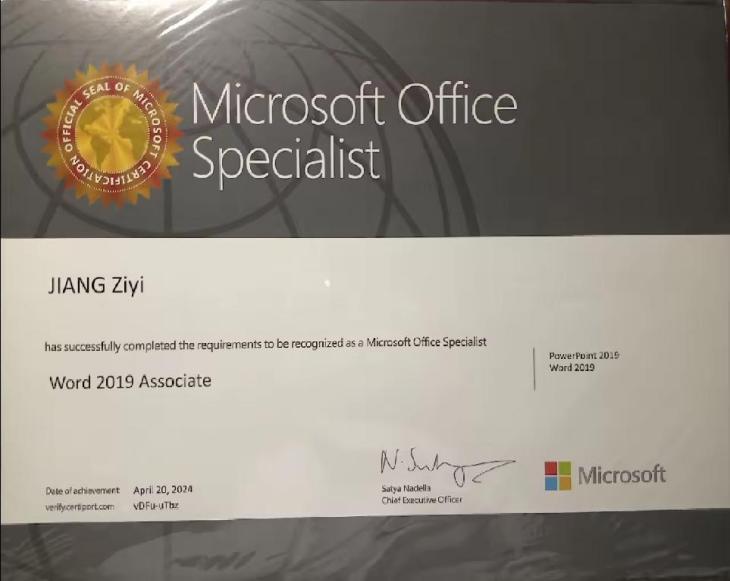 OFFICIAL SEAL OF MICROSOFT CERTIFICATION
Microsoft Office
Specialist
JIANG Ziyi
has successfully completed the requirements to be recognized as a Microsoft Office Specialist
Word 2019 Associate
PowerPoint 2019
Word 2019
Satya Nadella
Chief Executive Officer
Microsoft
Date of achievement April 20, 2024
verify.certiport.com vDFu-uTbz